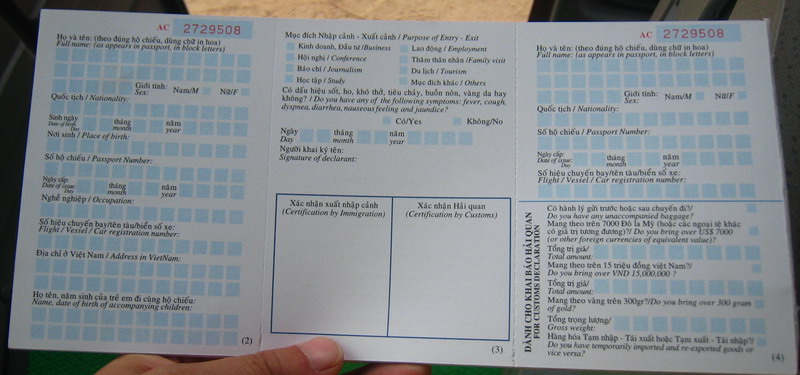 AC 2729508
Họ và tên: (theo đúng hộ chiếu, dùng chữ in hoa)
Full name: (as appears in passport, in block letters)
Giới tính: Nam/M Nữ/F
Sex:
Quốc tịch / Nationality:
Sinh ngày tháng năm
Date of birth: Day month year
Nơi sinh / Place of birth:
Số hộ chiếu / Passport Number:
Ngày cấp: tháng năm
Date of issue: Day month year
Nghề nghiệp / Occupation:
Số hiệu chuyến bay/tên tàu/biển số xe:
Flight / Vessel / Car registration number:
Địa chỉ ở Việt Nam / Address in VietNam:
Họ tên, năm sinh của trẻ em đi cùng hộ chiếu:
Name, date of birth of accompanying children:
(2)
Mục đích Nhập cảnh - Xuất cảnh / Purpose of Entry - Exit
Kinh doanh, Đầu tư /Business Lao động / Employment
Hội nghị / Conference Thăm thân nhân /Family visit
Báo chí / Journalism Du lịch / Tourism
Học tập / Study Mục đích khác / Others
Có dấu hiệu sốt, ho, khó thở, tiêu chảy, buồn nôn, vàng da hay
không? / Do you have any of the following symptoms: fever, cough,
dyspnea, diarrhea, nauseous feeling and jaundice?
Có/Yes Không/No
Ngày tháng năm
Day month year
Người khai ký tên:
Signature of declarant:
Xác nhận xuất nhập cảnh
(Certification by Immigration)
Xác nhận Hải quan
(Certification by Customs)
(3)
AC 2729508
Họ và tên: (theo đúng hộ chiếu, dùng chữ in hoa)
Full name: (as appears in passport, in block letters)
Giới tính: Nam/M Nữ/F
Sex:
Quốc tịch / Nationality:
Số hộ chiếu / Passport Number:
Ngày cấp: tháng năm
Date of issue: Day month year
Số hiệu chuyến bay/tên tàu/biển số xe:
Flight / Vessel / Car registration number:
DÀNH CHO KHAI BÁO HẢI QUAN
FOR CUSTOMS DECLARATION
Có hành lý gửi trước hoặc sau chuyến đi?/
Do you have any unaccompanied baggage?
Mang theo trên 7000 Đô la Mỹ (hoặc các ngoại tệ khác
có giá trị tương đương)?/ Do you bring over US$ 7000
(or other foreign currencies of equivalent value)?
Tổng trị giá/
Total amount:
Mang theo trên 15 triệu đồng việt Nam?/
Do you bring over VND 15,000,000 ?
Tổng trị giá/
Total amount:
Mang theo vàng trên 300gr?/Do you bring over 300 gram
of gold?
Tổng trọng lượng/
Gross weight:
Hàng hóa Tạm nhập - Tái xuất hoặc Tạm xuất - Tái nhập?/
Do you have temporarily imported and re-exported goods or
vice versa?
(4)